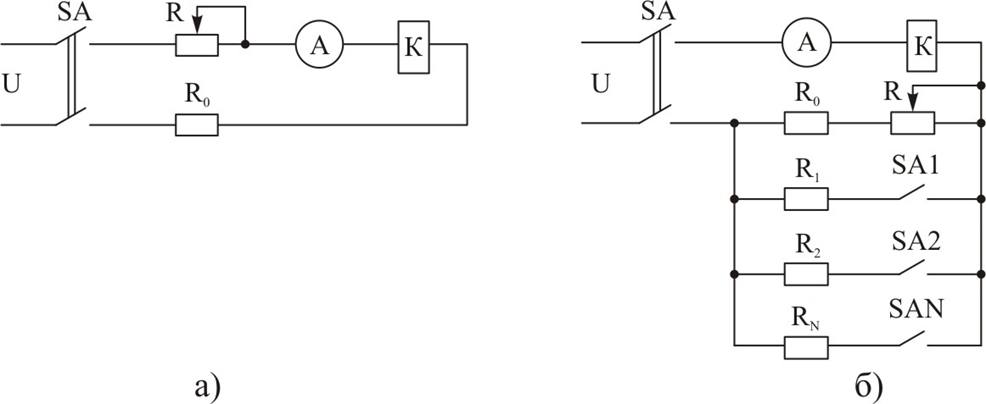 SA R А К
U
R₀
а)
SA А К
U R₀ R
R₁ SA1
R₂ SA2
R_N SAN
б)